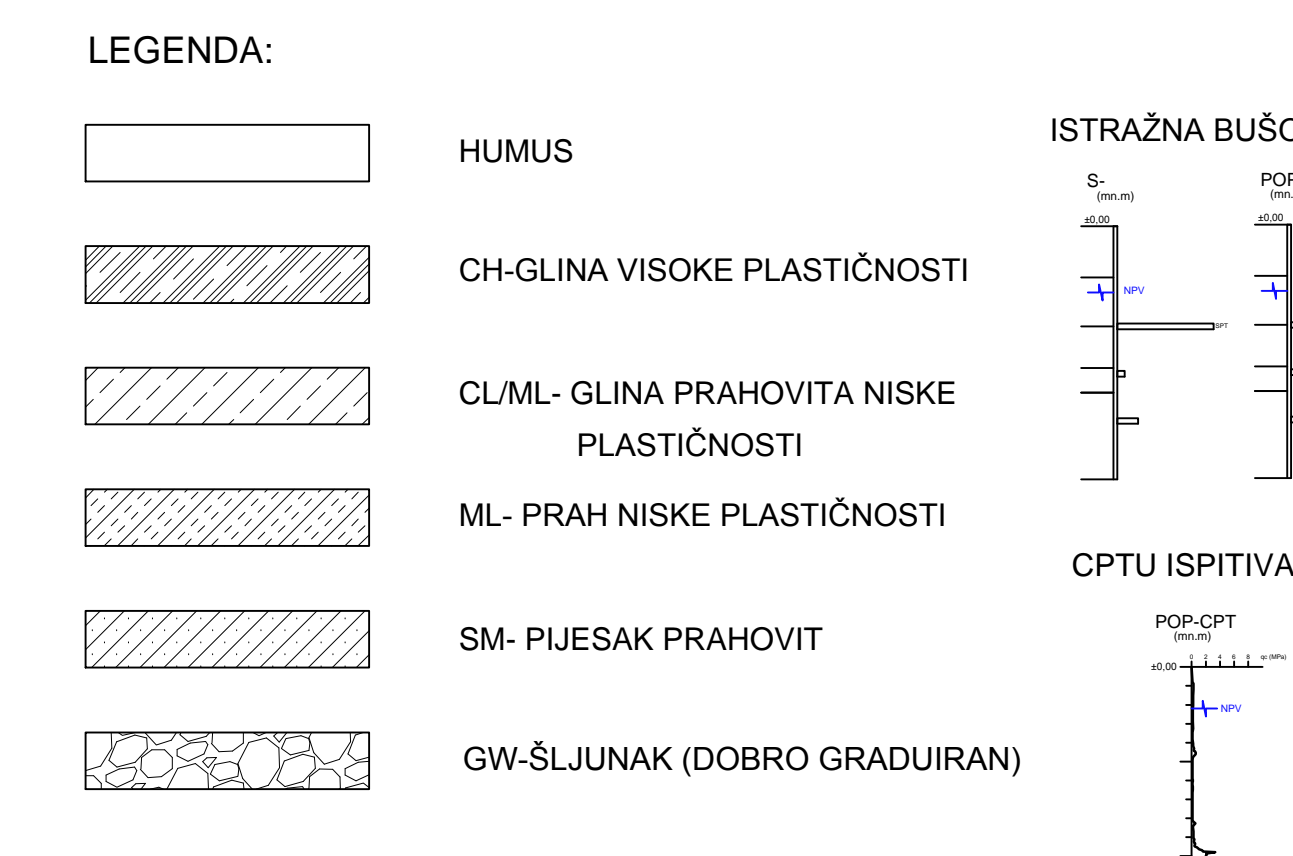 LEGENDA:
HUMUS
CH-GLINA VISOKE PLASTIČNOSTI
CL/ML- GLINA PRAHOVITA NISKE
PLASTIČNOSTI
ML- PRAH NISKE PLASTIČNOSTI
SM- PIJESAK PRAHOVIT
GW-ŠLJUNAK (DOBRO GRADUIRAN)
ISTRAŽNA
S-
(mn.m)
±0,00
NPV
SPT
±0,00
CPTU
POP-CPT
(mn.m)
0 2 4 6 8 qc (MPa)
±0,00
NPV